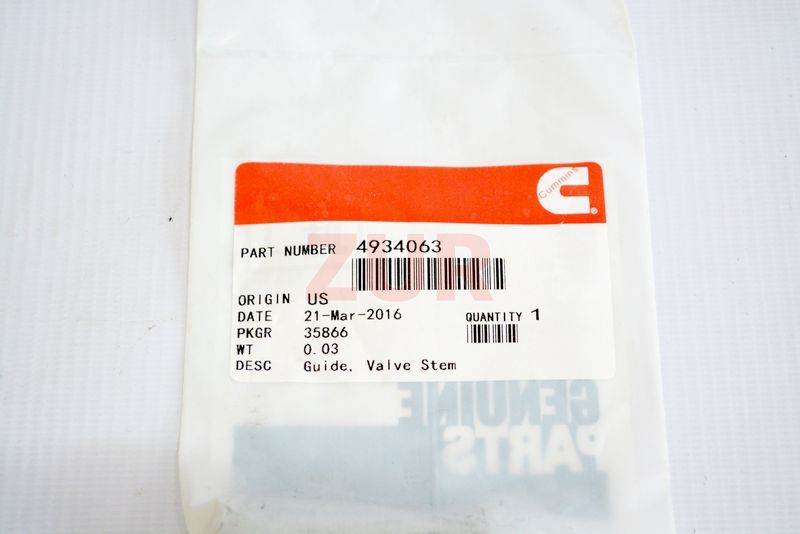 Cummins
®
PART NUMBER 4934063
ZUR
ORIGIN US
DATE 21-Mar-2016
QUANTITY 1
PKGR 35866
WT 0.03
DESC Guide, Valve Stem
GENUINE
PARTS